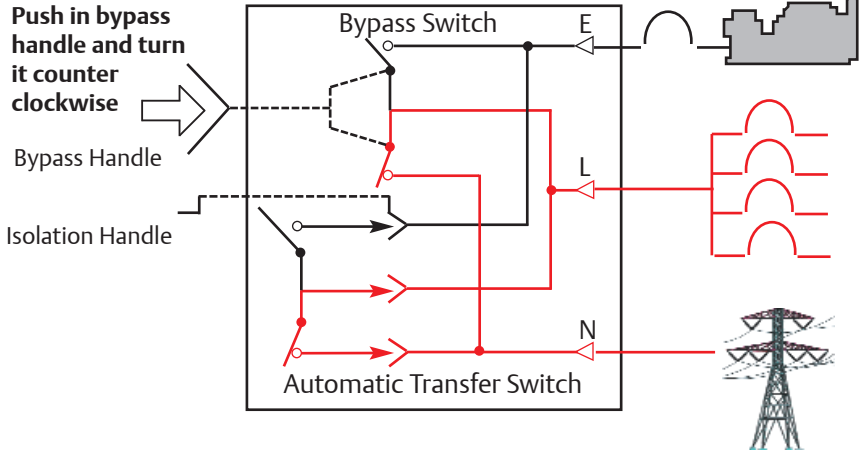 Push in bypass
handle and turn
it counter
clockwise
Bypass Handle
Isolation Handle
Bypass Switch
E
L
N
Automatic Transfer Switch